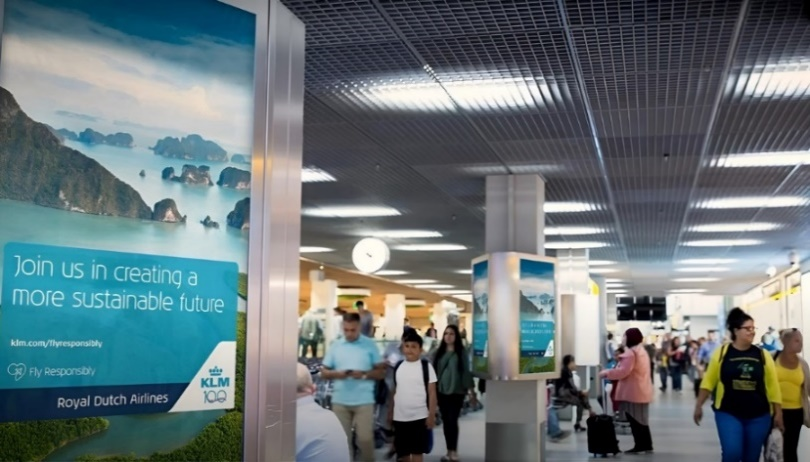 Join us in creating a
more sustainable future
klm.com/flyresponsibly
Fly Responsibly
Royal Dutch Airlines
KLM
100